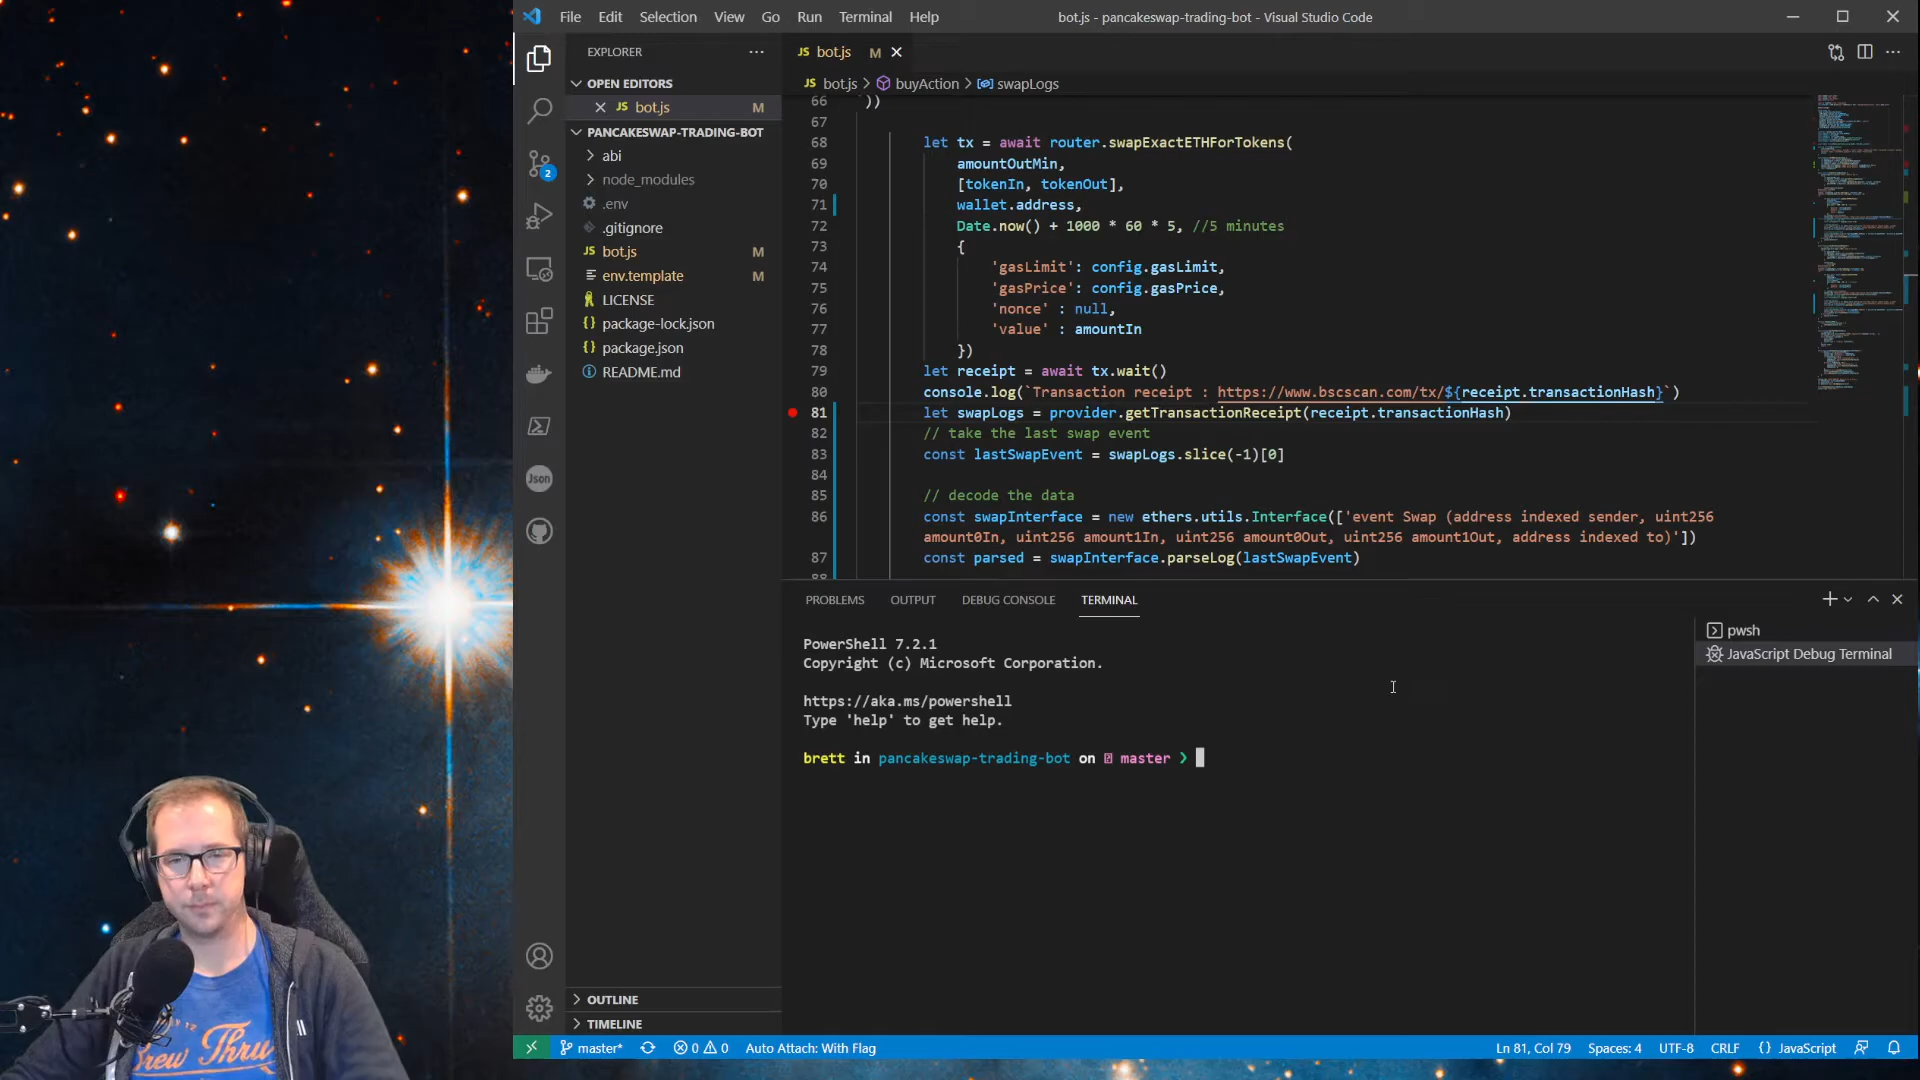 File Edit Selection View Go Run Terminal Help
bot.js - pancakeswap-trading-bot - Visual Studio Code
EXPLORER
OPEN EDITORS
JS bot.js M
PANCAKESWAP-TRADING-BOT
abi
node_modules
.env
.gitignore
JS bot.js M
env.template M
LICENSE
{} package-lock.json
{} package.json
README.md
OUTLINE
TIMELINE
2
Json
JS bot.js M
JS bot.js > buyAction > swapLogs
66 `))
67
68 let tx = await router.swapExactETHForTokens(
69 amountOutMin,
70 [tokenIn, tokenOut],
71 wallet.address,
72 Date.now() + 1000 * 60 * 5, //5 minutes
73 {
74 'gasLimit': config.gasLimit,
75 'gasPrice': config.gasPrice,
76 'nonce' : null,
77 'value' : amountIn
78 })
79 let receipt = await tx.wait()
80 console.log(`Transaction receipt : https://www.bscscan.com/tx/${receipt.transactionHash}`)
81 let swapLogs = provider.getTransactionReceipt(receipt.transactionHash)
82 // take the last swap event
83 const lastSwapEvent = swapLogs.slice(-1)[0]
84
85 // decode the data
86 const swapInterface = new ethers.utils.Interface(['event Swap (address indexed sender, uint256
amount0In, uint256 amount1In, uint256 amount0Out, uint256 amount1Out, address indexed to)'])
87 const parsed = swapInterface.parseLog(lastSwapEvent)
88
PROBLEMS OUTPUT DEBUG CONSOLE TERMINAL
PowerShell 7.2.1
Copyright (c) Microsoft Corporation.
https://aka.ms/powershell
Type 'help' to get help.
brett in pancakeswap-trading-bot on master ❯
pwsh
JavaScript Debug Terminal
master* 0 0 Auto Attach: With Flag
Ln 81, Col 79 Spaces: 4 UTF-8 CRLF {} JavaScript